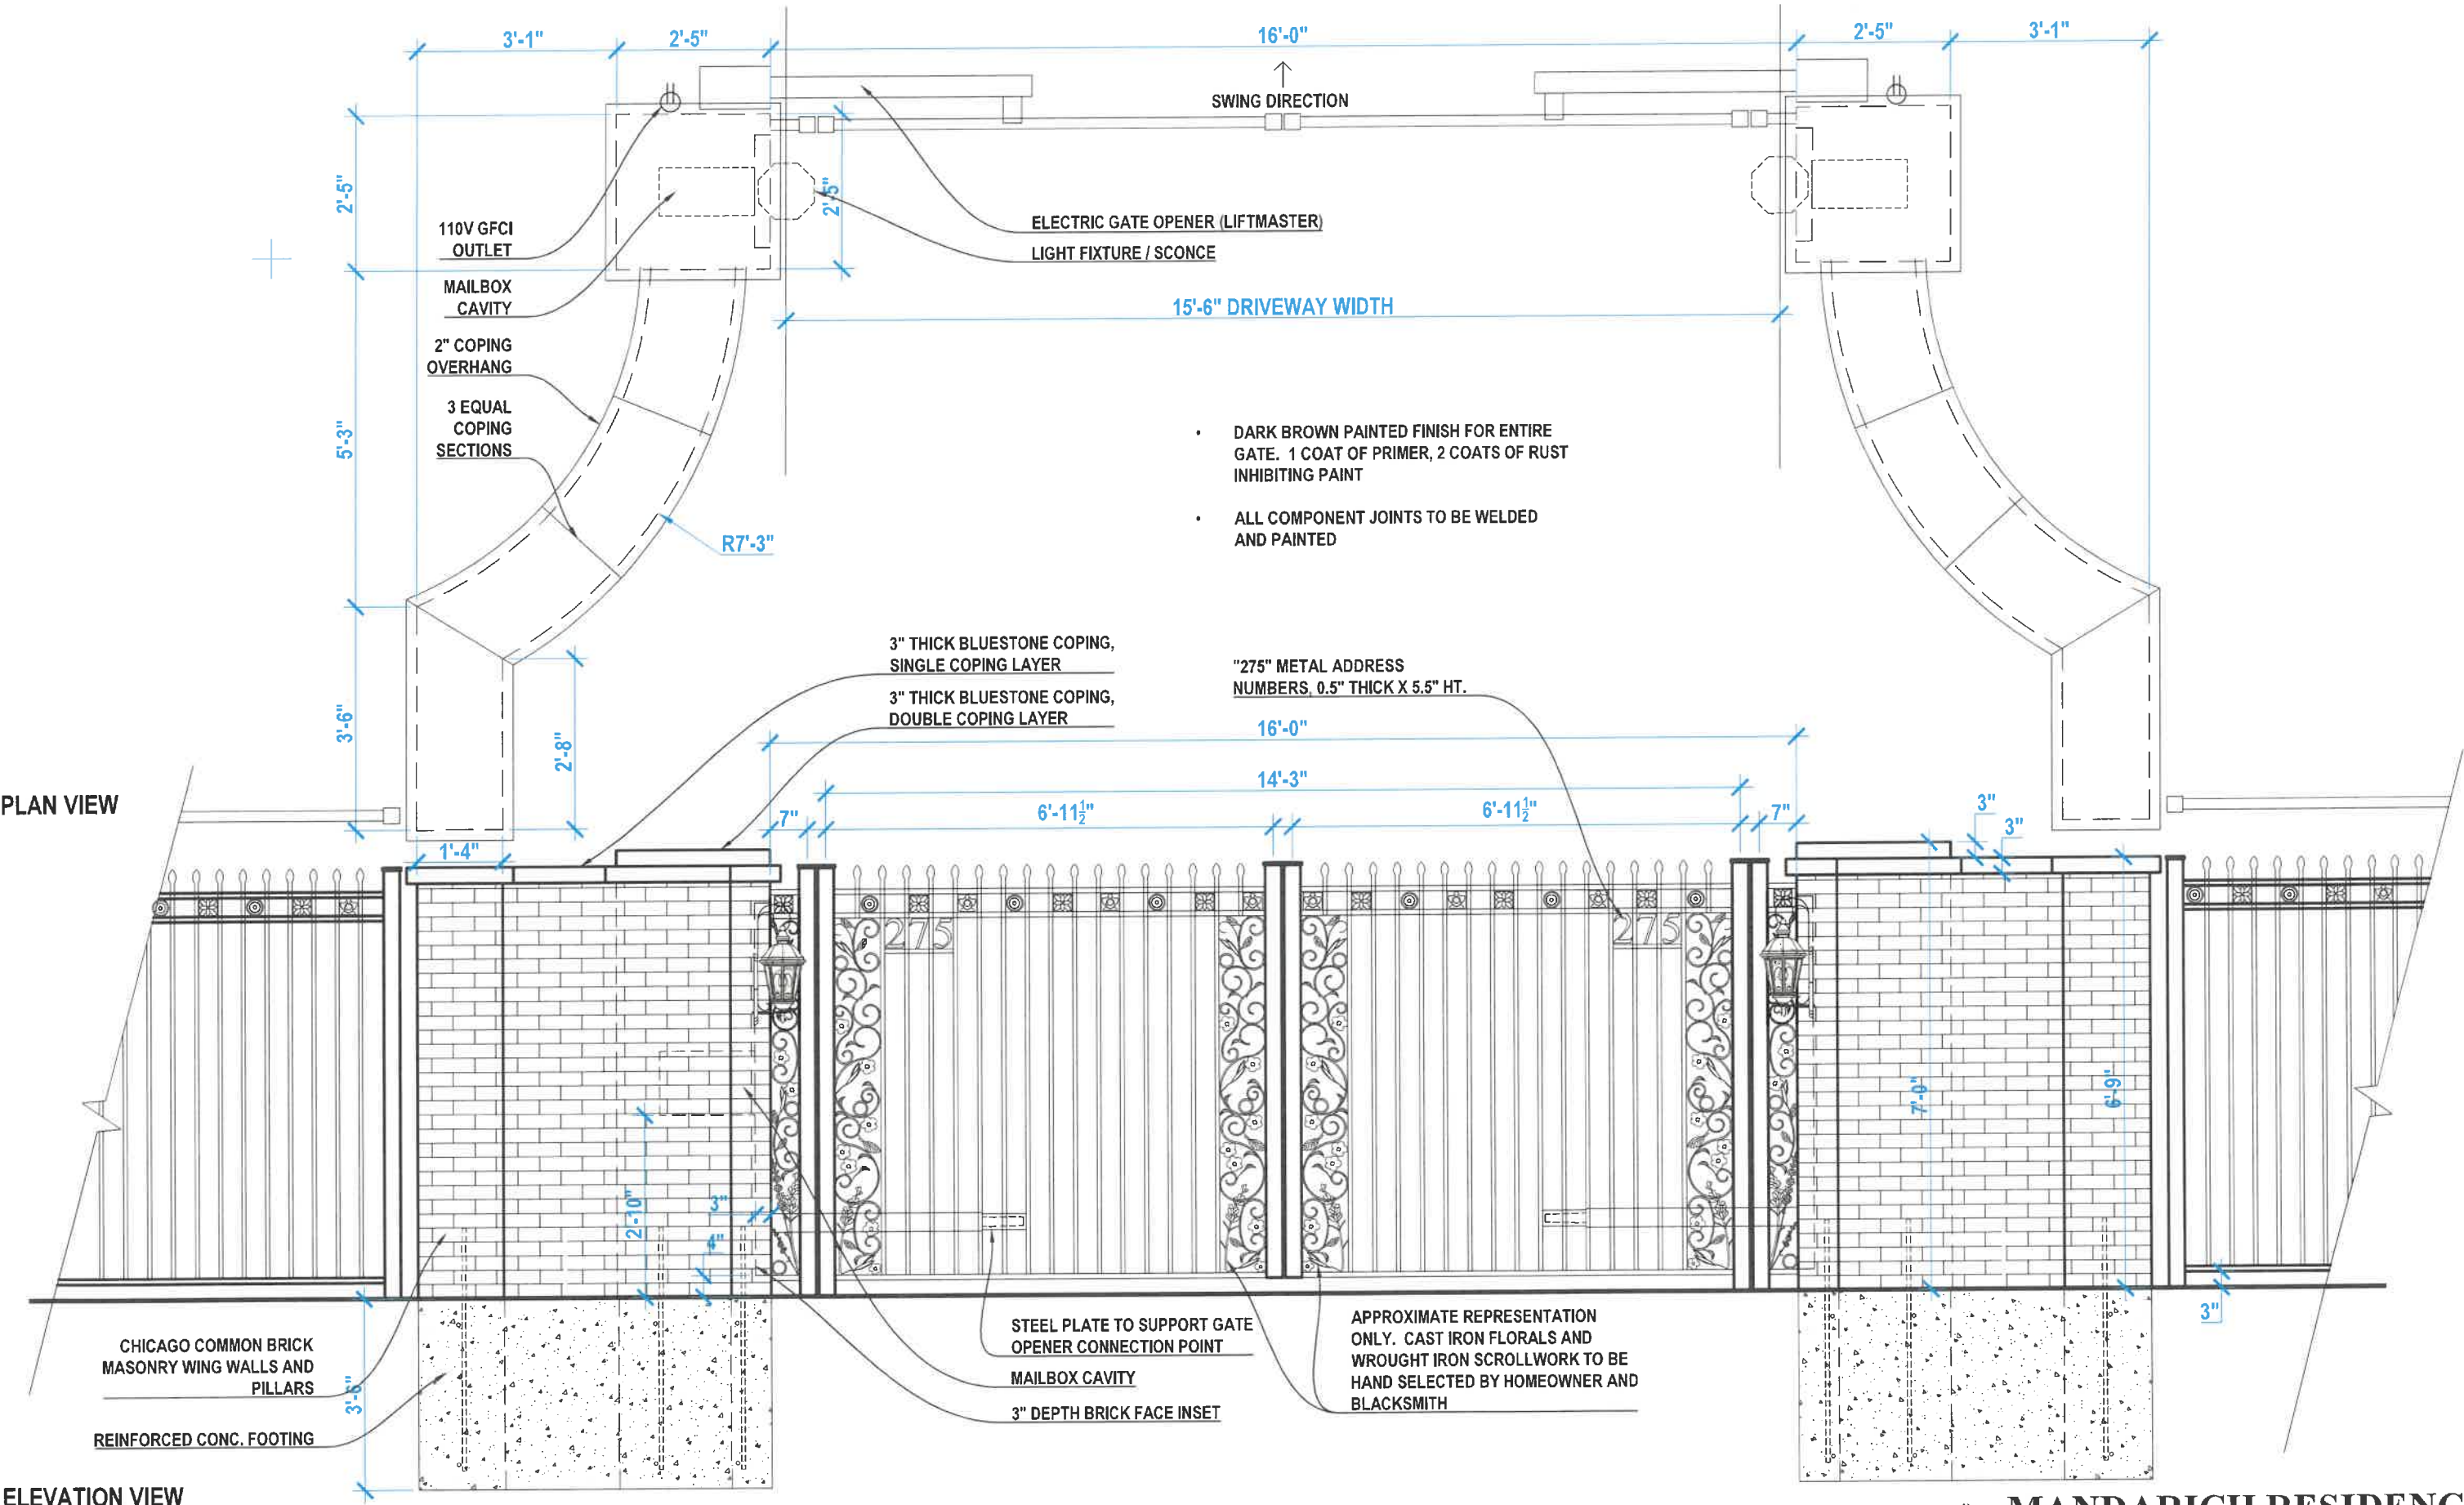 3'-1"
2'-5"
16'-0"
2'-5"
3'-1"
SWING DIRECTION
2'-5"
2'-5"
110V GFCI
OUTLET
ELECTRIC GATE OPENER (LIFTMASTER)
LIGHT FIXTURE / SCONCE
MAILBOX
CAVITY
15'-6" DRIVEWAY WIDTH
2" COPING
OVERHANG
3 EQUAL
COPING
SECTIONS
5'-3"
R7'-3"
• DARK BROWN PAINTED FINISH FOR ENTIRE
GATE. 1 COAT OF PRIMER, 2 COATS OF RUST
INHIBITING PAINT
• ALL COMPONENT JOINTS TO BE WELDED
AND PAINTED
3" THICK BLUESTONE COPING,
SINGLE COPING LAYER
3" THICK BLUESTONE COPING,
DOUBLE COPING LAYER
"275" METAL ADDRESS
NUMBERS, 0.5" THICK X 5.5" HT.
3'-6"
2'-8"
16'-0"
14'-3"
PLAN VIEW
7"
6'-11½"
6'-11½"
7"
3"
3"
1'-4"
275
275
7'-0"
6'-9"
2'-10"
3"
4"
3"
3'-6"
CHICAGO COMMON BRICK
MASONRY WING WALLS AND
PILLARS
REINFORCED CONC. FOOTING
STEEL PLATE TO SUPPORT GATE
OPENER CONNECTION POINT
MAILBOX CAVITY
3" DEPTH BRICK FACE INSET
APPROXIMATE REPRESENTATION
ONLY. CAST IRON FLORALS AND
WROUGHT IRON SCROLLWORK TO BE
HAND SELECTED BY HOMEOWNER AND
BLACKSMITH
ELEVATION VIEW
MANDARICH RESIDENC